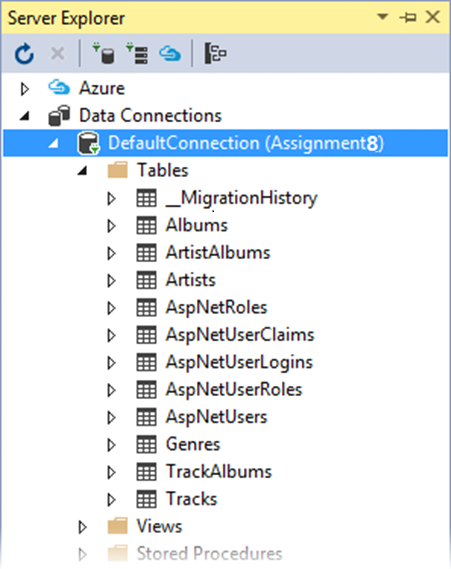 Server Explorer
Azure
Data Connections
DefaultConnection (Assignment8)
Tables
__MigrationHistory
Albums
ArtistAlbums
Artists
AspNetRoles
AspNetUserClaims
AspNetUserLogins
AspNetUserRoles
AspNetUsers
Genres
TrackAlbums
Tracks
Views
Stored Procedures